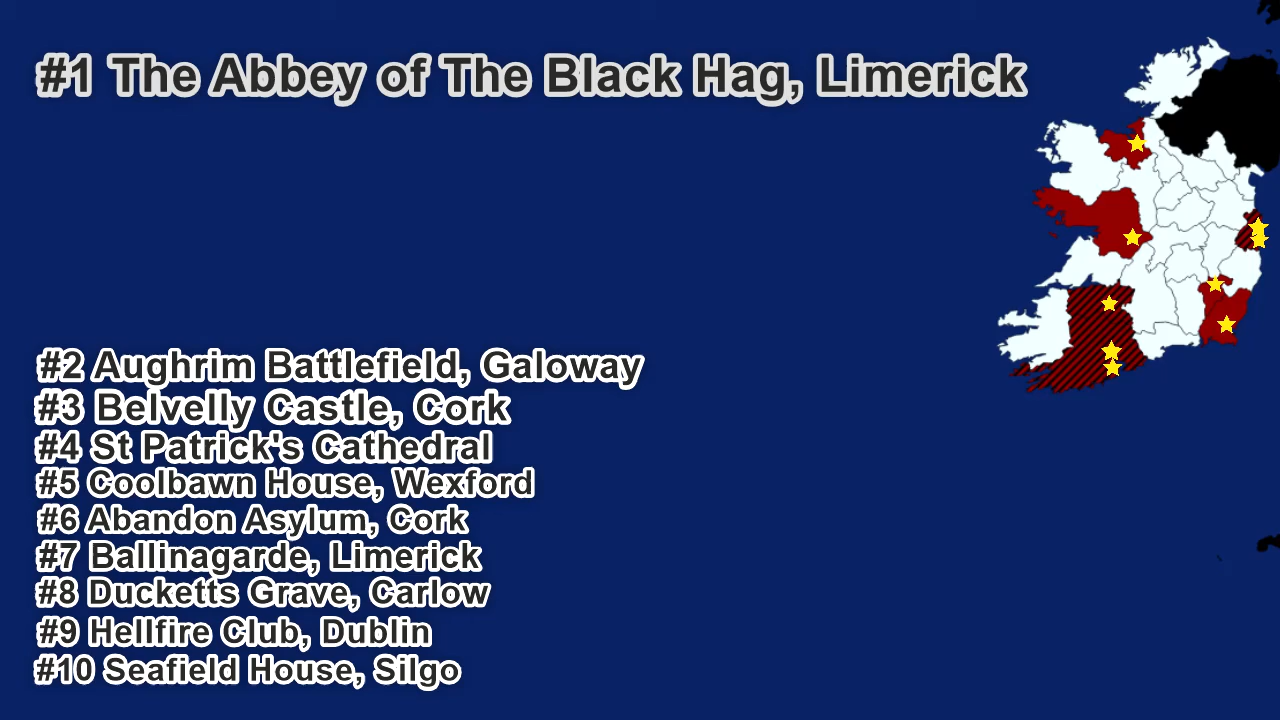 #1 The Abbey of The Black Hag, Limerick
#2 Aughrim Battlefield, Galoway
#3 Belvelly Castle, Cork
#4 St Patrick's Cathedral
#5 Coolbawn House, Wexford
#6 Abandon Asylum, Cork
#7 Ballinagarde, Limerick
#8 Ducketts Grave, Carlow
#9 Hellfire Club, Dublin
#10 Seafield House, Silgo